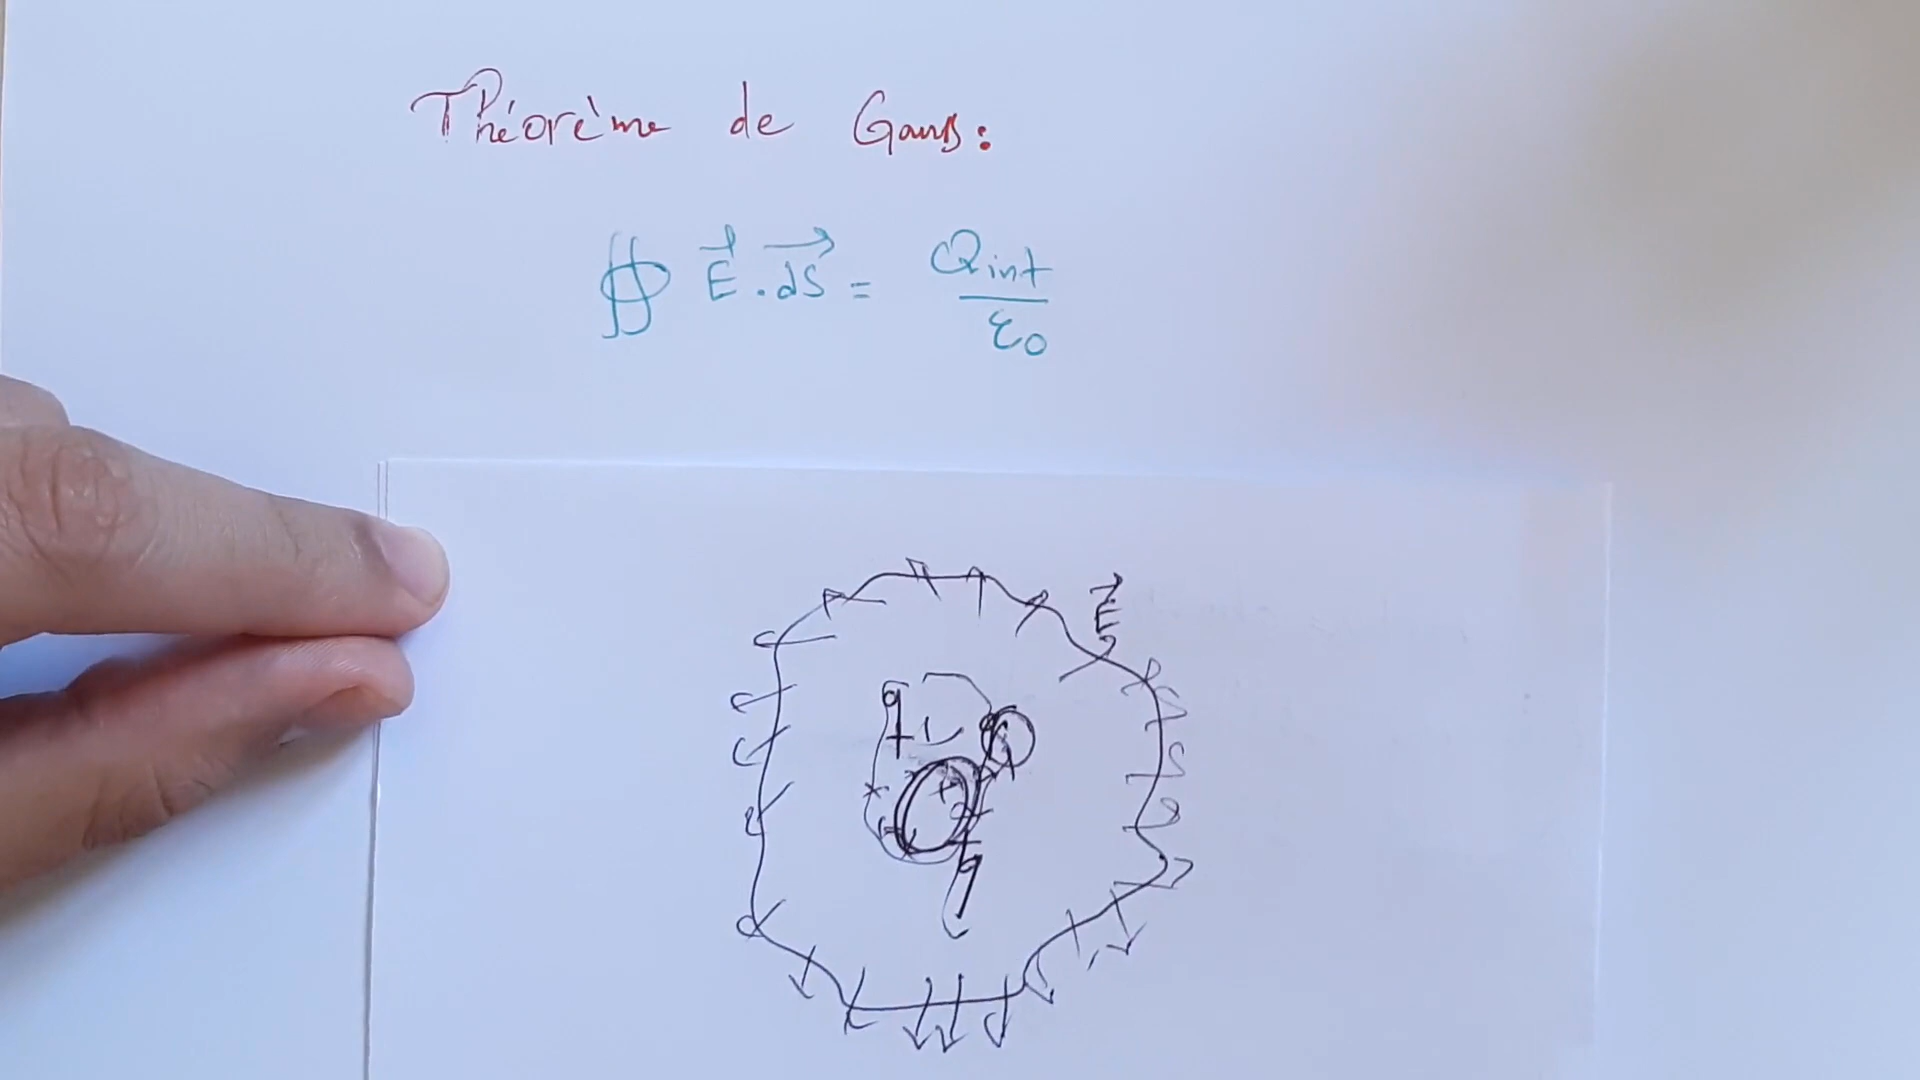 Théorème de Gauss:
∯ E⃗ . dS⃗ = Qint / ε0
E⃗